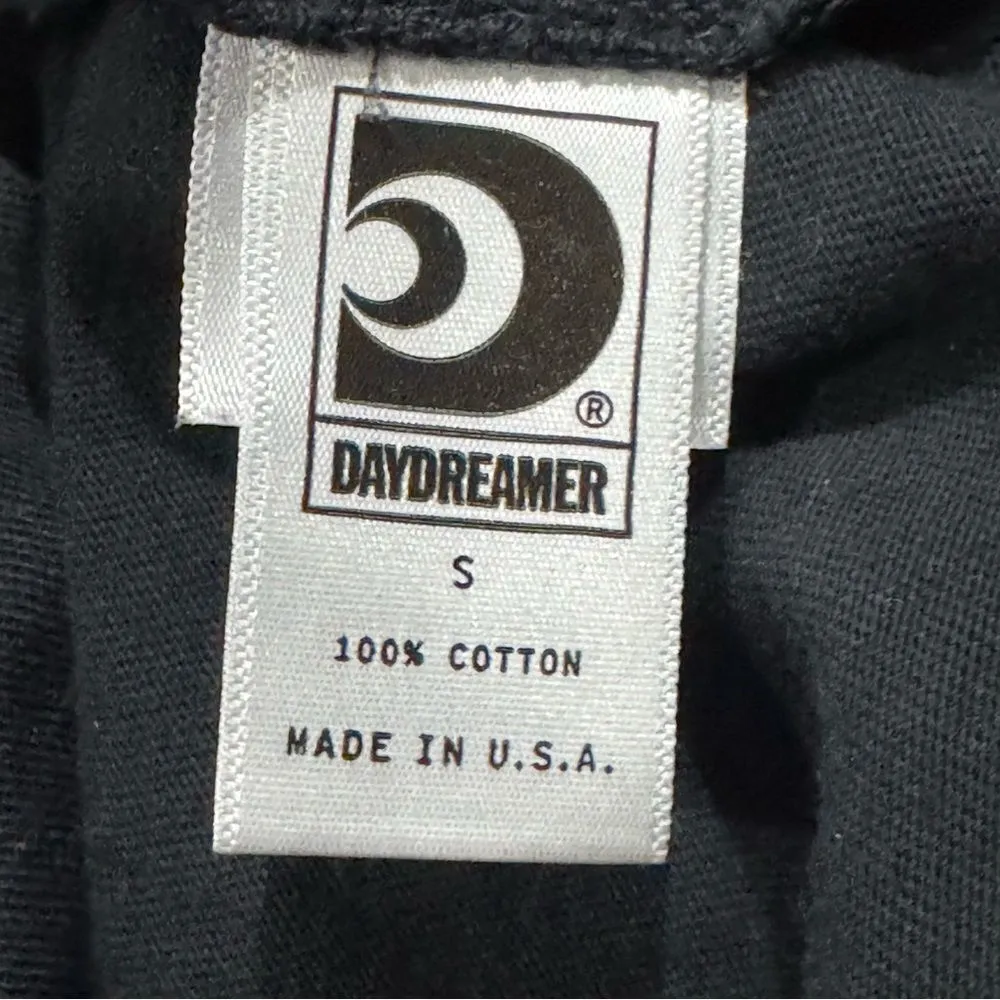 ®
DAYDREAMER
S
100% COTTON
MADE IN U.S.A.